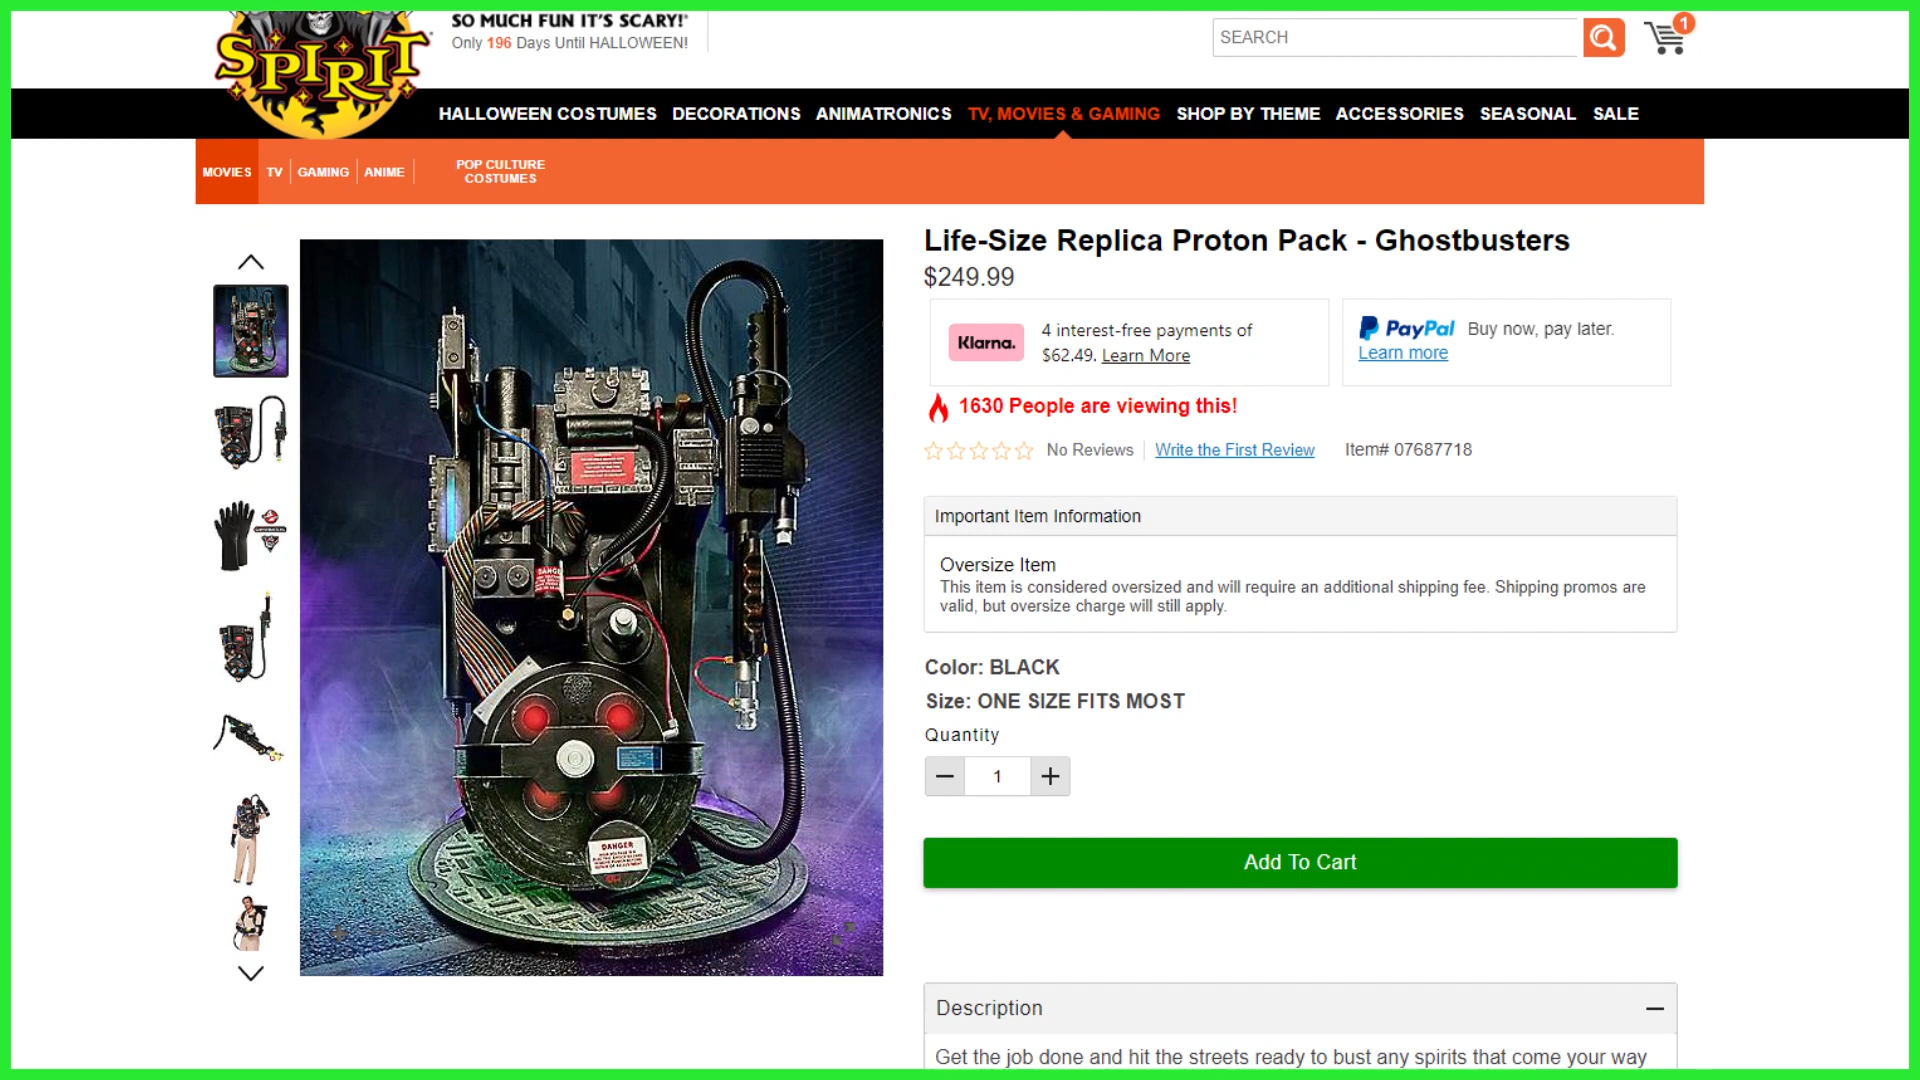 SPIRIT
SO MUCH FUN IT'S SCARY!®
Only 196 Days Until HALLOWEEN!
SEARCH
1
HALLOWEEN COSTUMES DECORATIONS ANIMATRONICS TV, MOVIES & GAMING SHOP BY THEME ACCESSORIES SEASONAL SALE
MOVIES TV GAMING ANIME POP CULTURE
COSTUMES
Life-Size Replica Proton Pack - Ghostbusters
$249.99
Klarna. 4 interest-free payments of
$62.49. Learn More
PayPal Buy now, pay later.
Learn more
1630 People are viewing this!
No Reviews Write the First Review Item# 07687718
Important Item Information
Oversize Item
This item is considered oversized and will require an additional shipping fee. Shipping promos are
valid, but oversize charge will still apply.
Color: BLACK
Size: ONE SIZE FITS MOST
Quantity
1
Add To Cart
DANGER
DANGER
Description
Get the job done and hit the streets ready to bust any spirits that come your way